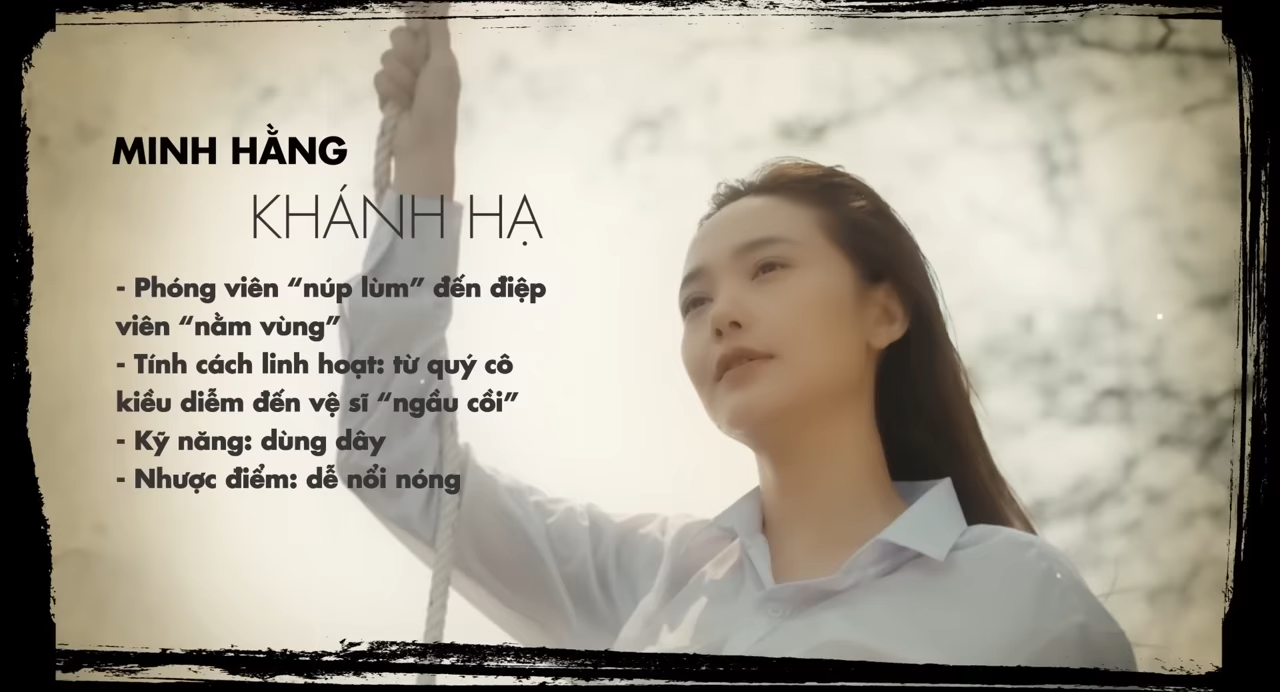 MINH HẰNG
KHÁNH HẠ
- Phóng viên “núp lùm” đến điệp
viên “nằm vùng”
- Tính cách linh hoạt: từ quý cô
kiều diễm đến vệ sĩ “ngầu cồi”
- Kỹ năng: dùng dây
- Nhược điểm: dễ nổi nóng